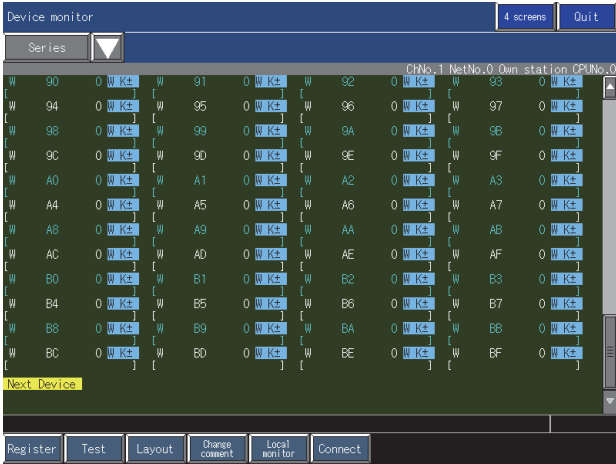 Device monitor 4 screens Quit
Series
ChNo.1 NetNo.0 Own station CPUNo.0
W 90 0 W K± W 91 0 W K± W 92 0 W K± W 93 0 W K±
[ ] [ ] [ ] [ ]
W 94 0 W K± W 95 0 W K± W 96 0 W K± W 97 0 W K±
[ ] [ ] [ ] [ ]
W 98 0 W K± W 99 0 W K± W 9A 0 W K± W 9B 0 W K±
[ ] [ ] [ ] [ ]
W 9C 0 W K± W 9D 0 W K± W 9E 0 W K± W 9F 0 W K±
[ ] [ ] [ ] [ ]
W A0 0 W K± W A1 0 W K± W A2 0 W K± W A3 0 W K±
[ ] [ ] [ ] [ ]
W A4 0 W K± W A5 0 W K± W A6 0 W K± W A7 0 W K±
[ ] [ ] [ ] [ ]
W A8 0 W K± W A9 0 W K± W AA 0 W K± W AB 0 W K±
[ ] [ ] [ ] [ ]
W AC 0 W K± W AD 0 W K± W AE 0 W K± W AF 0 W K±
[ ] [ ] [ ] [ ]
W B0 0 W K± W B1 0 W K± W B2 0 W K± W B3 0 W K±
[ ] [ ] [ ] [ ]
W B4 0 W K± W B5 0 W K± W B6 0 W K± W B7 0 W K±
[ ] [ ] [ ] [ ]
W B8 0 W K± W B9 0 W K± W BA 0 W K± W BB 0 W K±
[ ] [ ] [ ] [ ]
W BC 0 W K± W BD 0 W K± W BE 0 W K± W BF 0 W K±
[ ] [ ] [ ] [ ]
Next Device
Register Test Layout Change comment Local monitor Connect